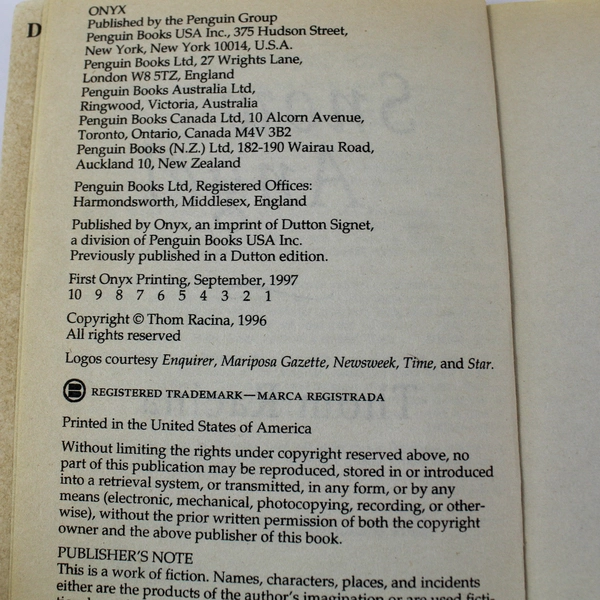 D
ONYX
Published by the Penguin Group
Penguin Books USA Inc., 375 Hudson Street,
New York, New York 10014, U.S.A.
Penguin Books Ltd, 27 Wrights Lane,
London W8 5TZ, England
Penguin Books Australia Ltd,
Ringwood, Victoria, Australia
Penguin Books Canada Ltd, 10 Alcorn Avenue,
Toronto, Ontario, Canada M4V 3B2
Penguin Books (N.Z.) Ltd, 182-190 Wairau Road,
Auckland 10, New Zealand
Penguin Books Ltd, Registered Offices:
Harmondsworth, Middlesex, England
Published by Onyx, an imprint of Dutton Signet,
a division of Penguin Books USA Inc.
Previously published in a Dutton edition.
First Onyx Printing, September, 1997
10 9 8 7 6 5 4 3 2 1
Copyright © Thom Racina, 1996
All rights reserved
Logos courtesy Enquirer, Mariposa Gazette, Newsweek, Time, and Star.
REGISTERED TRADEMARK—MARCA REGISTRADA
Printed in the United States of America
Without limiting the rights under copyright reserved above, no
part of this publication may be reproduced, stored in or introduced
into a retrieval system, or transmitted, in any form, or by any
means (electronic, mechanical, photocopying, recording, or other-
wise), without the prior written permission of both the copyright
owner and the above publisher of this book.
PUBLISHER'S NOTE
This is a work of fiction. Names, characters, places, and incidents
either are the products of the author's imagination or are used ficti-